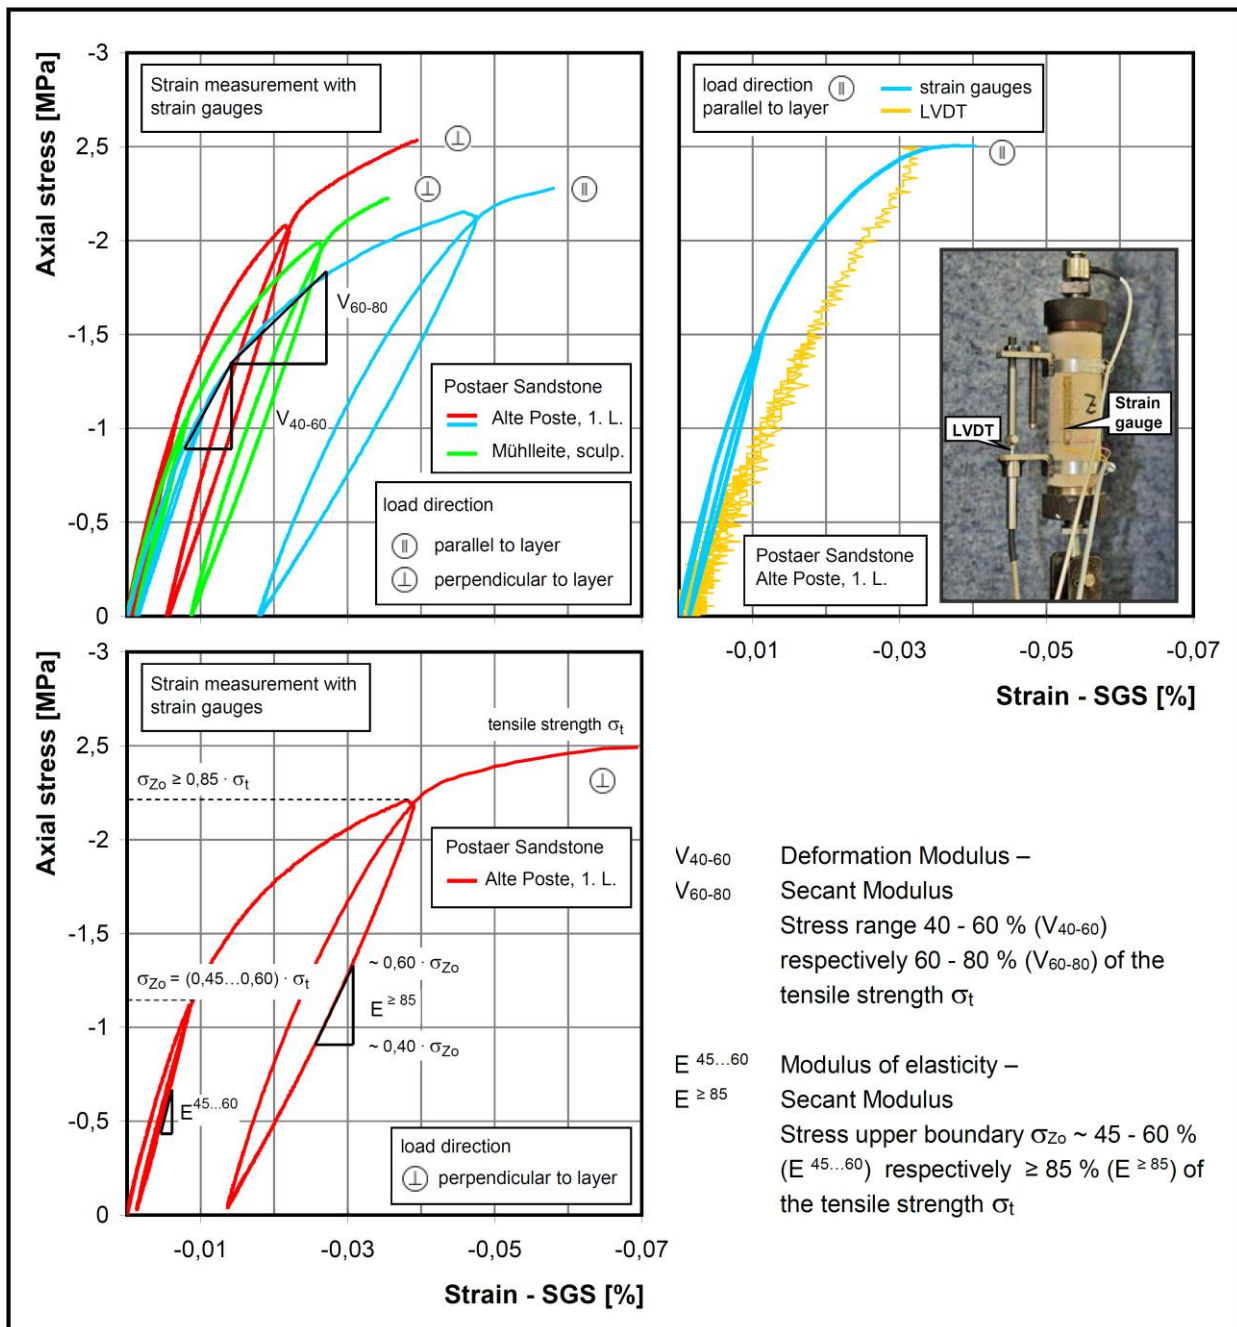 Axial stress [MPa]
-3
2,5
-2
-1.5
-1
-0.5
0
Strain measurement with
strain gauges
⊥
⊥
||
V60-80
V40-60
Postaer Sandstone
Alte Poste, 1. L.
Mühlleite, sculp.
load direction
|| parallel to layer
⊥ perpendicular to layer
load direction ||
parallel to layer
strain gauges
LVDT
||
LVDT
Strain
gauge
Z
Postaer Sandstone
Alte Poste, 1. L.
-0,01 -0,03 -0,05 -0,07
Strain - SGS [%]
Axial stress [MPa]
-3
2,5
-2
-1,5
-1
-0,5
0
Strain measurement with
strain gauges
tensile strength σt
⊥
σZo ≥ 0,85 · σt
Postaer Sandstone
Alte Poste, 1. L.
σZo = (0,45...0,60) · σt
~ 0,60 · σZo
E ≥ 85
~ 0,40 · σZo
E 45...60
load direction
⊥ perpendicular to layer
-0,01 -0,03 -0,05 -0,07
Strain - SGS [%]
V40-60 Deformation Modulus –
V60-80 Secant Modulus
Stress range 40 - 60 % (V40-60)
respectively 60 - 80 % (V60-80) of the
tensile strength σt
E 45...60 Modulus of elasticity –
E ≥ 85 Secant Modulus
Stress upper boundary σZo ~ 45 - 60 %
(E 45...60) respectively ≥ 85 % (E ≥ 85) of
the tensile strength σt